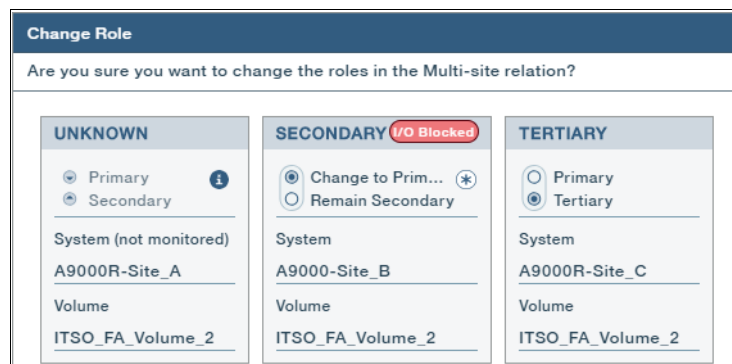 Change Role
Are you sure you want to change the roles in the Multi-site relation?
UNKNOWN
Primary
Secondary
System (not monitored)
A9000R-Site_A
Volume
ITSO_FA_Volume_2
SECONDARY I/O Blocked
Change to Prim...
Remain Secondary
System
A9000-Site_B
Volume
ITSO_FA_Volume_2
TERTIARY
Primary
Tertiary
System
A9000R-Site_C
Volume
ITSO_FA_Volume_2